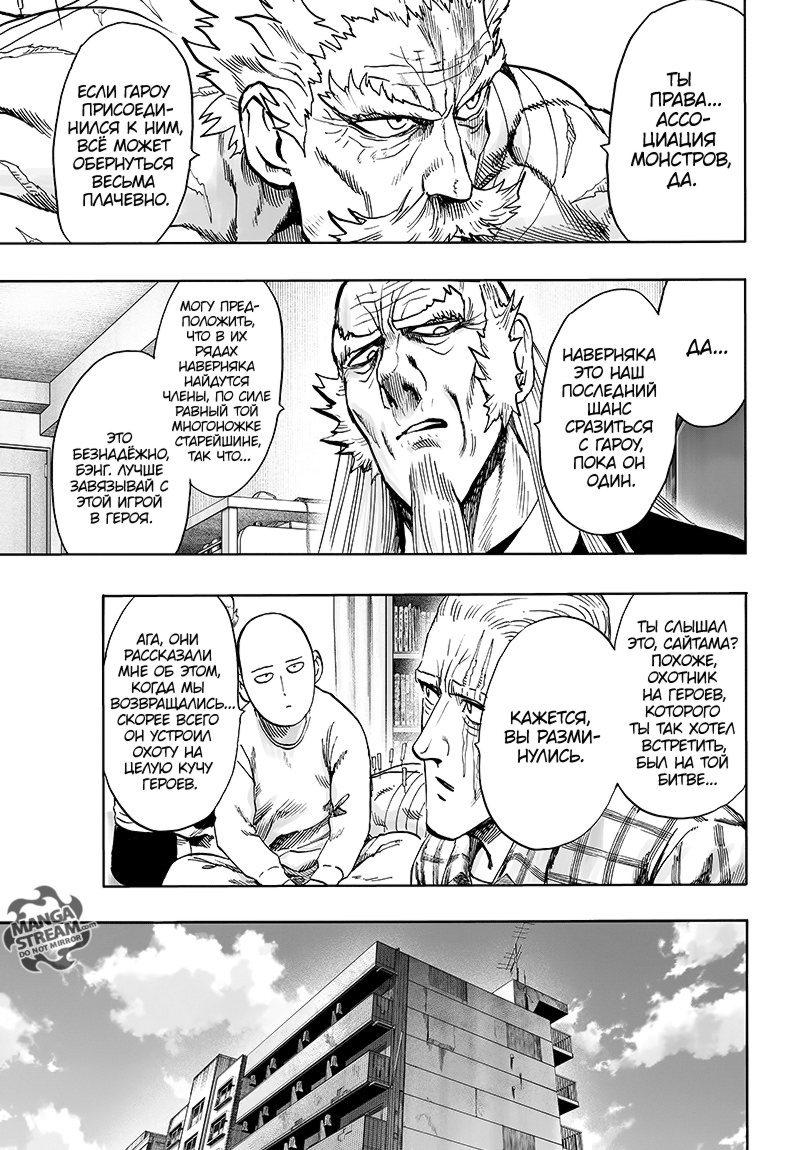 ТЫ
ПРАВА...
АССО-
ЦИАЦИЯ
МОНСТРОВ,
ДА.
ЕСЛИ ГАРОУ
ПРИСОЕДИ-
НИЛСЯ К НИМ,
ВСЁ МОЖЕТ
ОБЕРНУТЬСЯ
ВЕСЬМА
ПЛАЧЕВНО.
ДА...
НАВЕРНЯКА
ЭТО НАШ
ПОСЛЕДНИЙ
ШАНС
СРАЗИТЬСЯ
С ГАРОУ,
ПОКА ОН
ОДИН.
МОГУ ПРЕД-
ПОЛОЖИТЬ,
ЧТО В ИХ
РЯДАХ
НАВЕРНЯКА
НАЙДУТСЯ
ЧЛЕНЫ, ПО СИЛЕ
РАВНЫЙ ТОЙ
МНОГОНОЖКЕ
СТАРЕЙШИНЕ,
ТАК ЧТО...
ЭТО
БЕЗНАДЁЖНО,
БЭНГ. ЛУЧШЕ
ЗАВЯЗЫВАЙ С
ЭТОЙ ИГРОЙ
В ГЕРОЯ.
ТЫ СЛЫШАЛ
ЭТО, САЙТАМА?
ПОХОЖЕ,
ОХОТНИК
НА ГЕРОЕВ,
КОТОРОГО
ТЫ ТАК ХОТЕЛ
ВСТРЕТИТЬ,
БЫЛ НА ТОЙ
БИТВЕ...
КАЖЕТСЯ,
ВЫ РАЗМИ-
НУЛИСЬ.
АГА, ОНИ
РАССКАЗАЛИ
МНЕ ОБ ЭТОМ,
КОГДА МЫ
ВОЗВРАЩАЛИСЬ...
СКОРЕЕ ВСЕГО
ОН УСТРОИЛ
ОХОТУ НА
ЦЕЛУЮ КУЧУ
ГЕРОЕВ.
MANGA
STREAM.com
DO NOT MIRROR